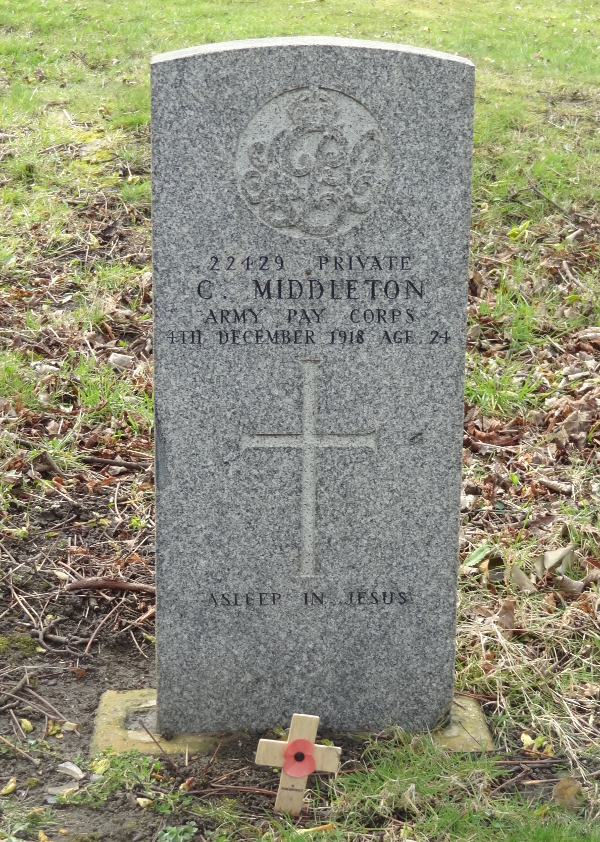 22429 PRIVATE
C. MIDDLETON
ARMY PAY CORPS
4TH DECEMBER 1918 AGE 24
ASLEEP IN JESUS